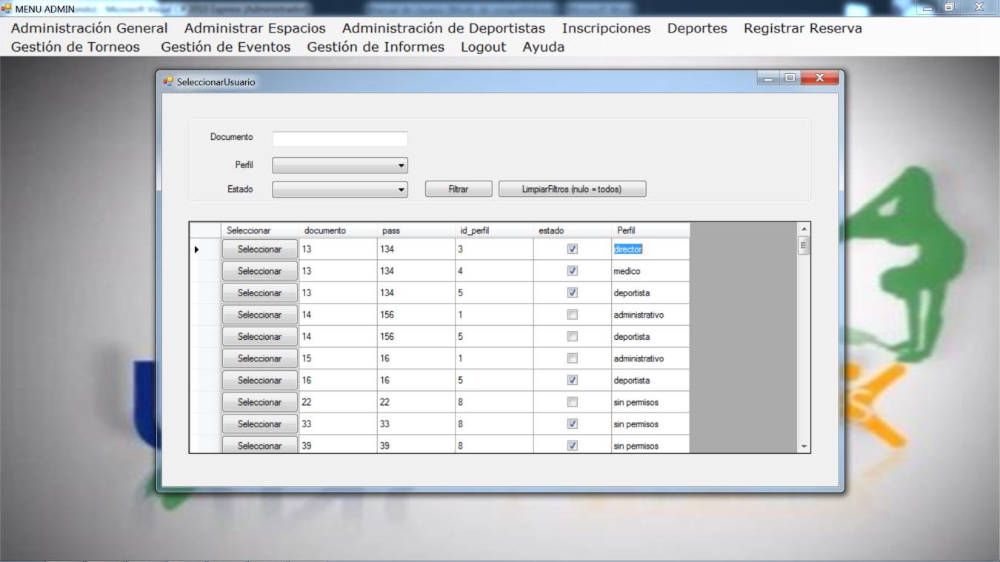 MENU ADMIN
Administración General Administrar Espacios Administración de Deportistas Inscripciones Deportes Registrar Reserva
Gestión de Torneos Gestión de Eventos Gestión de Informes Logout Ayuda
SeleccionarUsuario
Documento
Perfil
Estado Filtrar LimpiarFiltros (nulo = todos)
Seleccionar documento pass id_perfil estado Perfil
Seleccionar 13 134 3 director
Seleccionar 13 134 4 medico
Seleccionar 13 134 5 deportista
Seleccionar 14 156 1 administrativo
Seleccionar 14 156 5 deportista
Seleccionar 15 16 1 administrativo
Seleccionar 16 16 5 deportista
Seleccionar 22 22 8 sin permisos
Seleccionar 33 33 8 sin permisos
Seleccionar 39 39 8 sin permisos